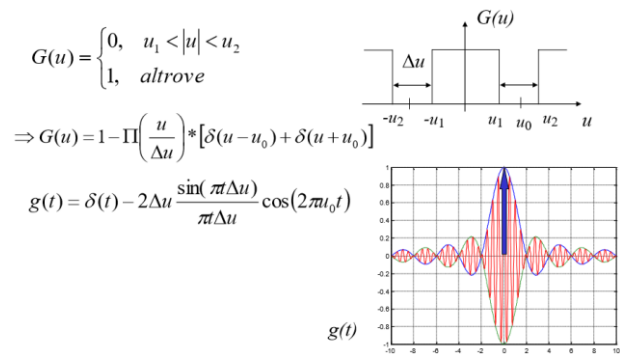 G(u) = {0, u₁ < |u| < u₂
1, altrove
⇒ G(u) = 1 − Π(u/Δu) * [δ(u − u₀) + δ(u + u₀)]
g(t) = δ(t) − 2Δu sin(πtΔu)/πtΔu cos(2πu₀t)
G(u)
Δu
-u₂ -u₁ u₁ u₀ u₂ u
1
0.8
0.6
0.4
0.2
0
-0.2
-0.4
-0.6
-0.8
-1
-10 -8 -6 -4 -2 0 2 4 6 8 10
g(t)